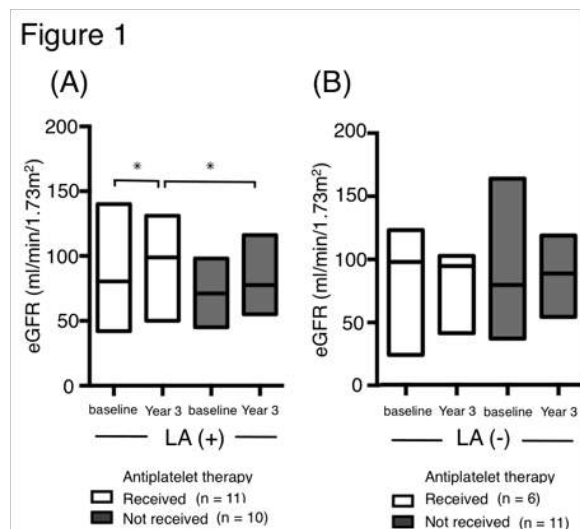 Figure 1
(A)
200
150
100
50
0
eGFR (ml/min/1.73m²)
* *
baseline Year 3 baseline Year 3
LA (+)
Antiplatelet therapy
Received (n = 11)
Not received (n = 10)
(B)
200
150
100
50
0
eGFR (ml/min/1.73m²)
baseline Year 3 baseline Year 3
LA (-)
Antiplatelet therapy
Received (n = 6)
Not received (n = 11)